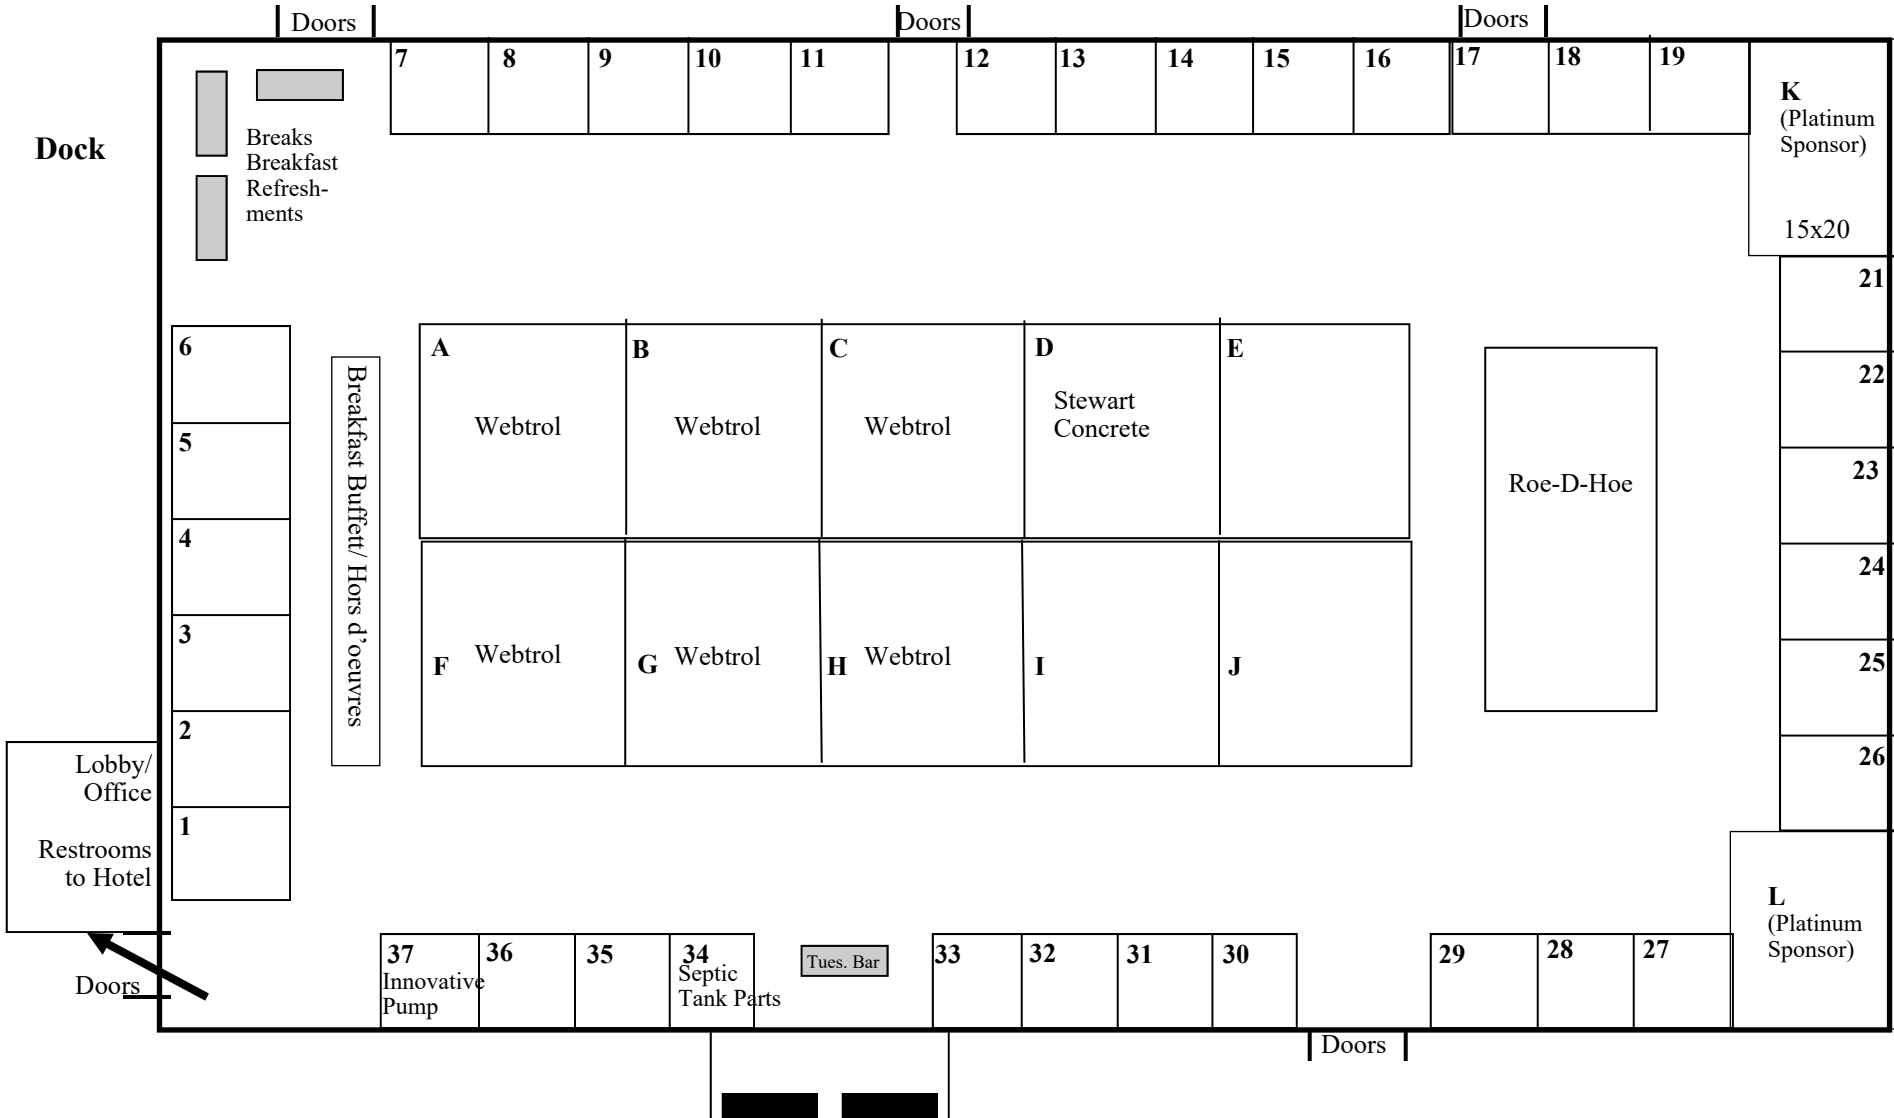 Doors
Doors
Doors
7
8
9
10
11
12
13
14
15
16
17
18
19
K
(Platinum
Sponsor)
15x20
Dock
Breaks
Breakfast
Refresh-
ments
21
22
23
24
25
26
6
5
4
3
2
1
Breakfast Buffett/ Hors d’oeuvres
A
Webtrol
B
Webtrol
C
Webtrol
D
Stewart
Concrete
E
Roe-D-Hoe
F
Webtrol
G
Webtrol
H
Webtrol
I
J
Lobby/
Office
Restrooms
to Hotel
Doors
37
Innovative
Pump
36
35
34
Septic
Tank Parts
Tues. Bar
33
32
31
30
29
28
27
L
(Platinum
Sponsor)
Doors